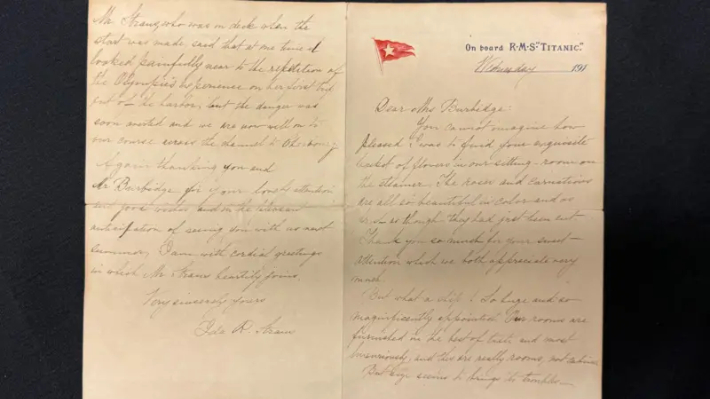 On board R.M.S. "TITANIC."
Wednesday 191
Dear Mrs Burbidge:
You cannot imagine how
pleased I was to find your exquisite
basket of flowers in our sitting-room on
the steamer. The roses and carnations
are all so beautiful in color and as
fresh as though they had just been cut.
Thank you so much for your sweet
attention which we both appreciate very
much.
But what a ship! So huge and so
magnificently appointed. Our rooms are
furnished in the best of taste and most
luxuriously and they are really rooms, not cabins.
But size seems to bring its troubles
Mr. Straus, who was on deck when the
start was made, said that at one time it
looked painfully near to the repetition of
the Olympic's experience on her first trip
out of the harbor, but the danger was
soon averted and we are now well on to
our course across the channel to Cherbourg
Again thanking you and
Mr Burbidge for your lovely attention
and good wishes and in the pleasant
anticipation of seeing you with us next
summer, I am with cordial greetings
in which Mr Straus heartily joins,
Very sincerely yours
Ida R. Straus